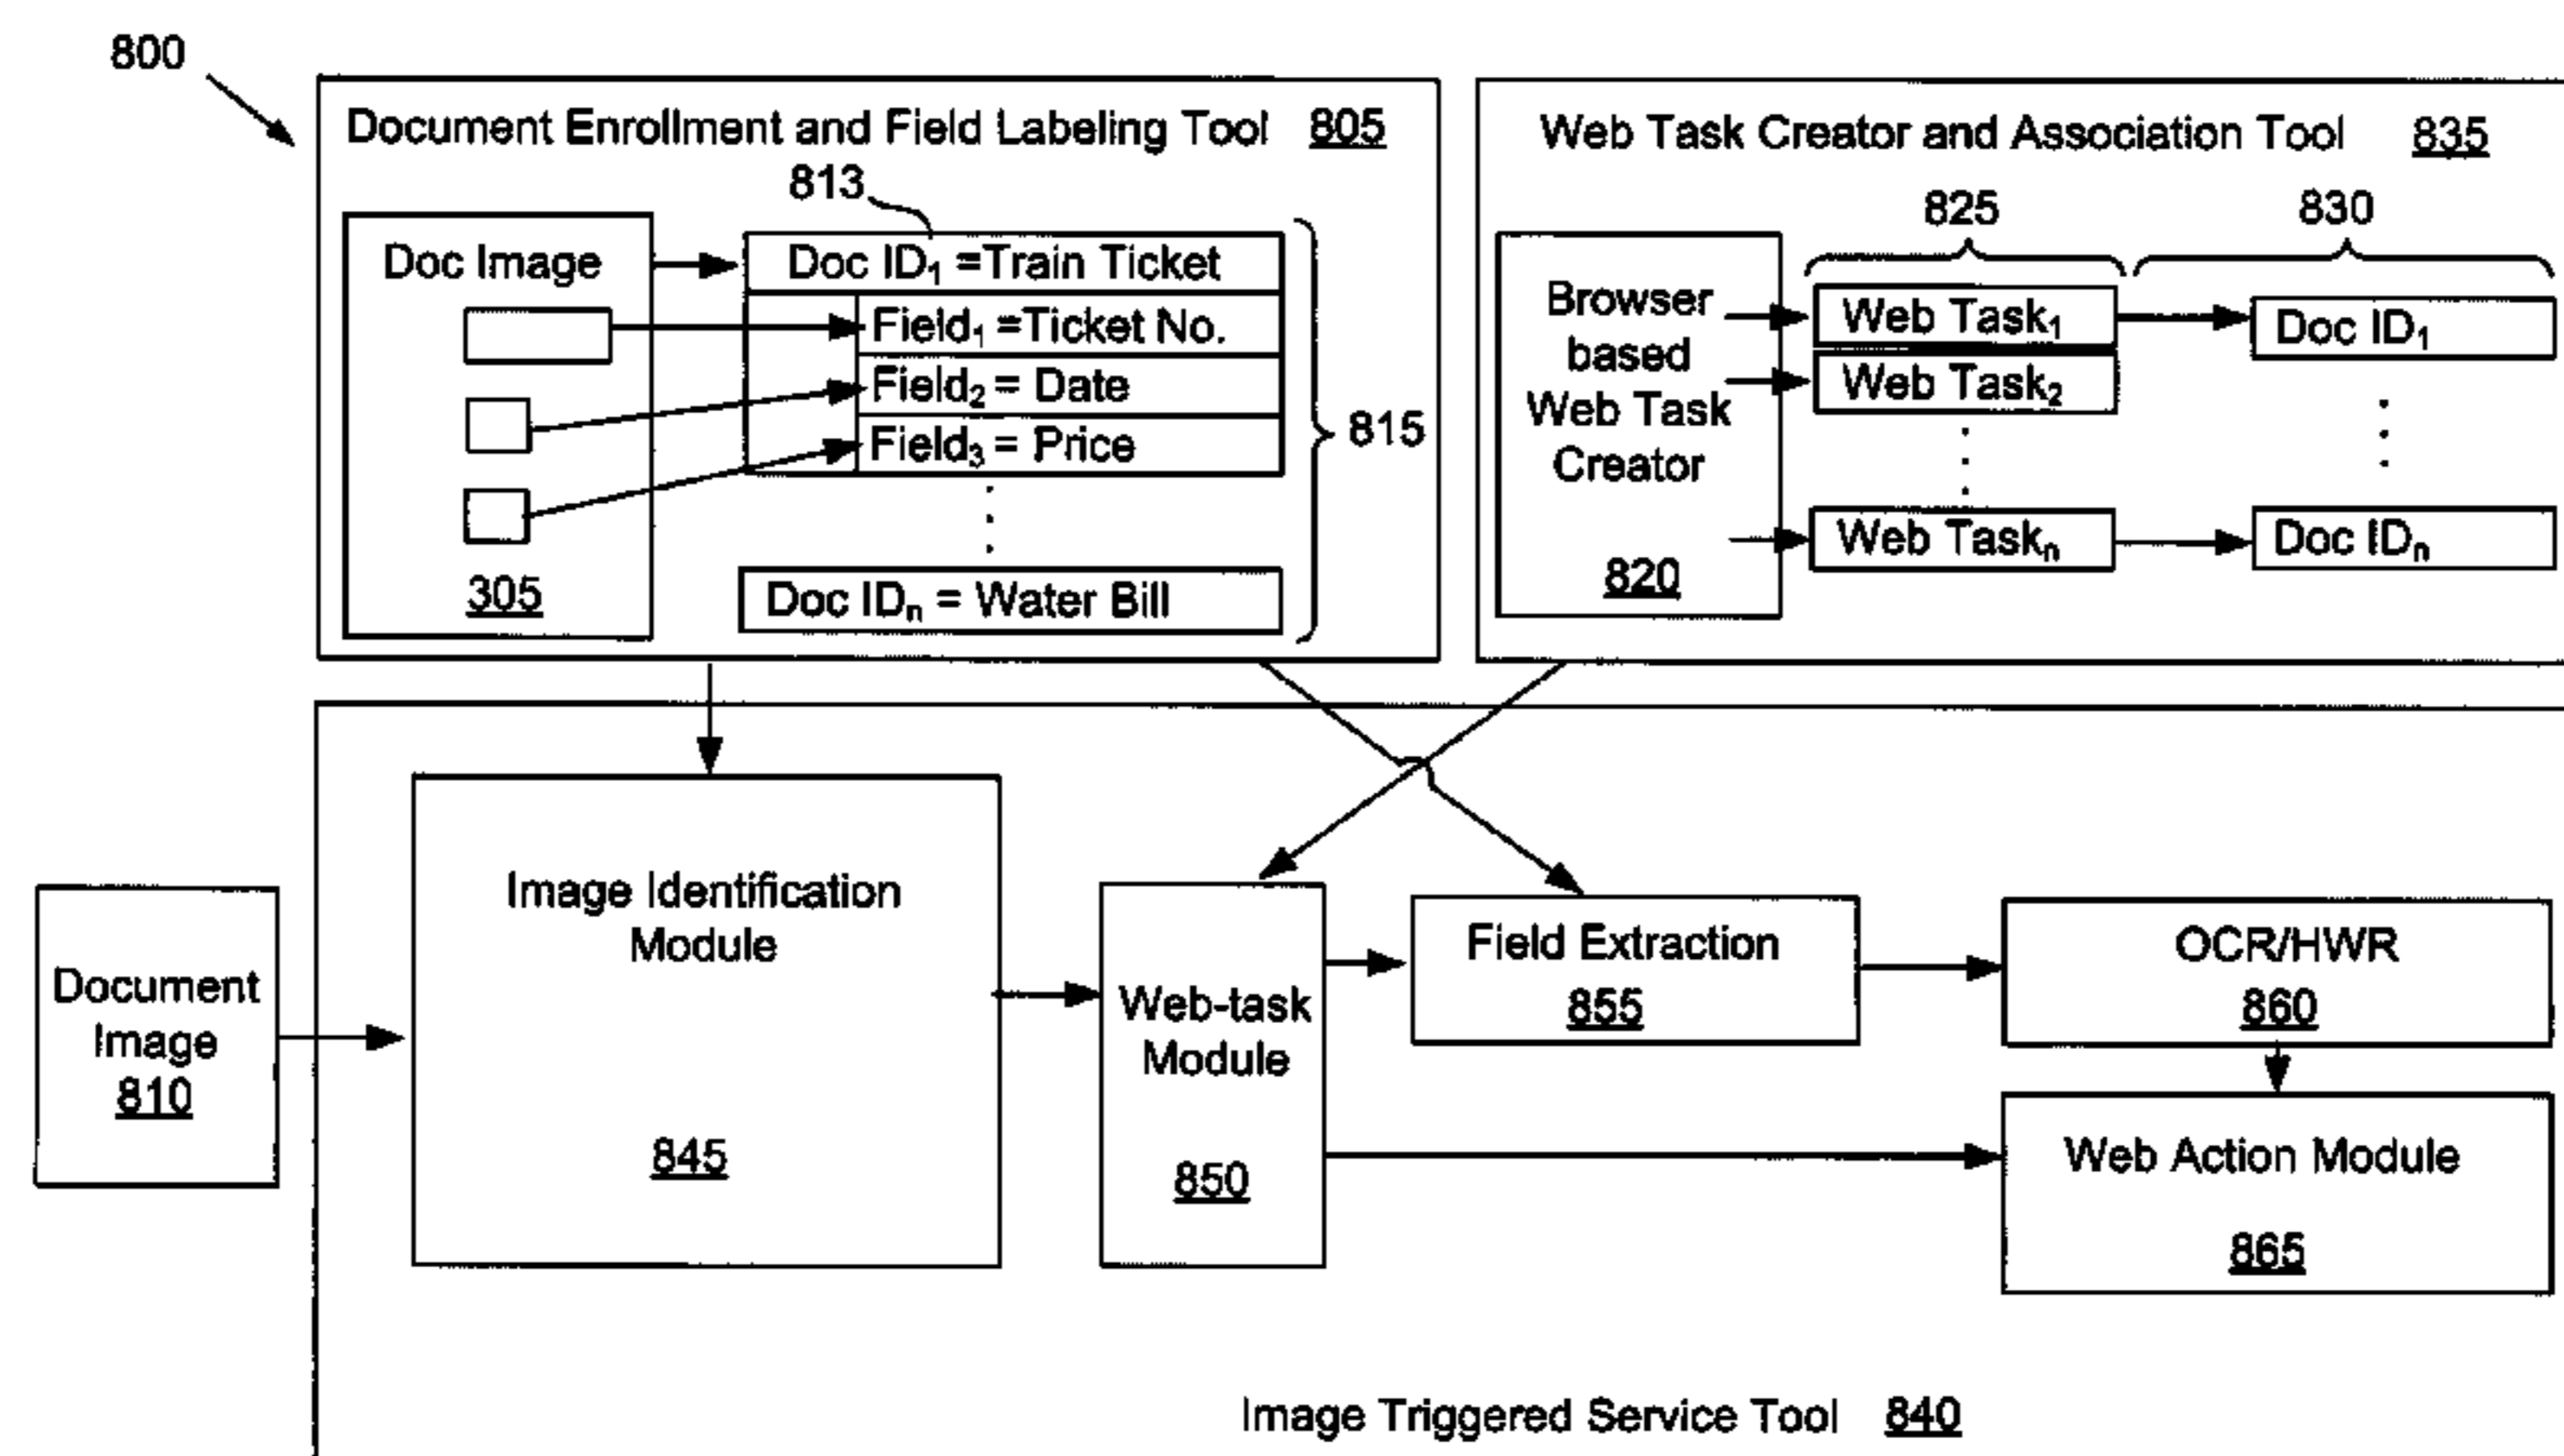 800
Document Enrollment and Field Labeling Tool 805
813
Doc Image
Doc ID1 =Train Ticket
Field1 =Ticket No.
Field2 = Date
Field3 = Price
815
305
Doc IDn = Water Bill
Web Task Creator and Association Tool 835
825
830
Browser
based
Web Task
Creator
820
Web Task1
Doc ID1
Web Task2
Web Taskn
Doc IDn
Document
Image
810
Image Identification
Module
845
Web-task
Module
850
Field Extraction
855
OCR/HWR
860
Web Action Module
865
Image Triggered Service Tool 840